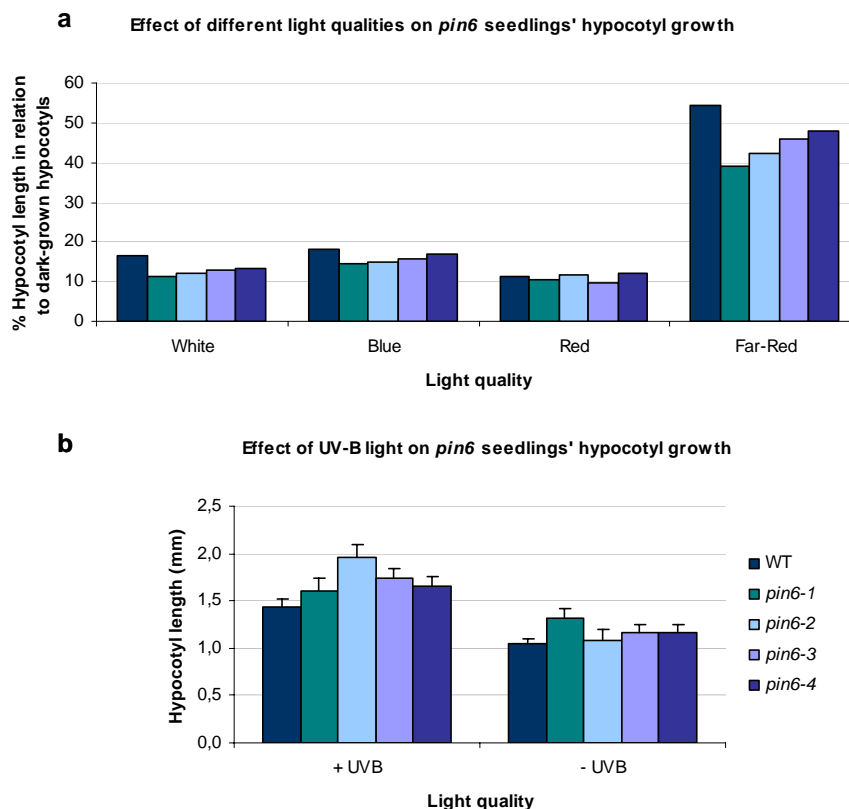 a
Effect of different light qualities on pin6 seedlings' hypocotyl growth
% Hypocotyl length in relation
to dark-grown hypocotyls
60
50
40
30
20
10
0
White Blue Red Far-Red
Light quality
b
Effect of UV-B light on pin6 seedlings' hypocotyl growth
Hypocotyl length (mm)
2,5
2,0
1,5
1,0
0,5
0,0
+ UVB - UVB
Light quality
WT
pin6-1
pin6-2
pin6-3
pin6-4